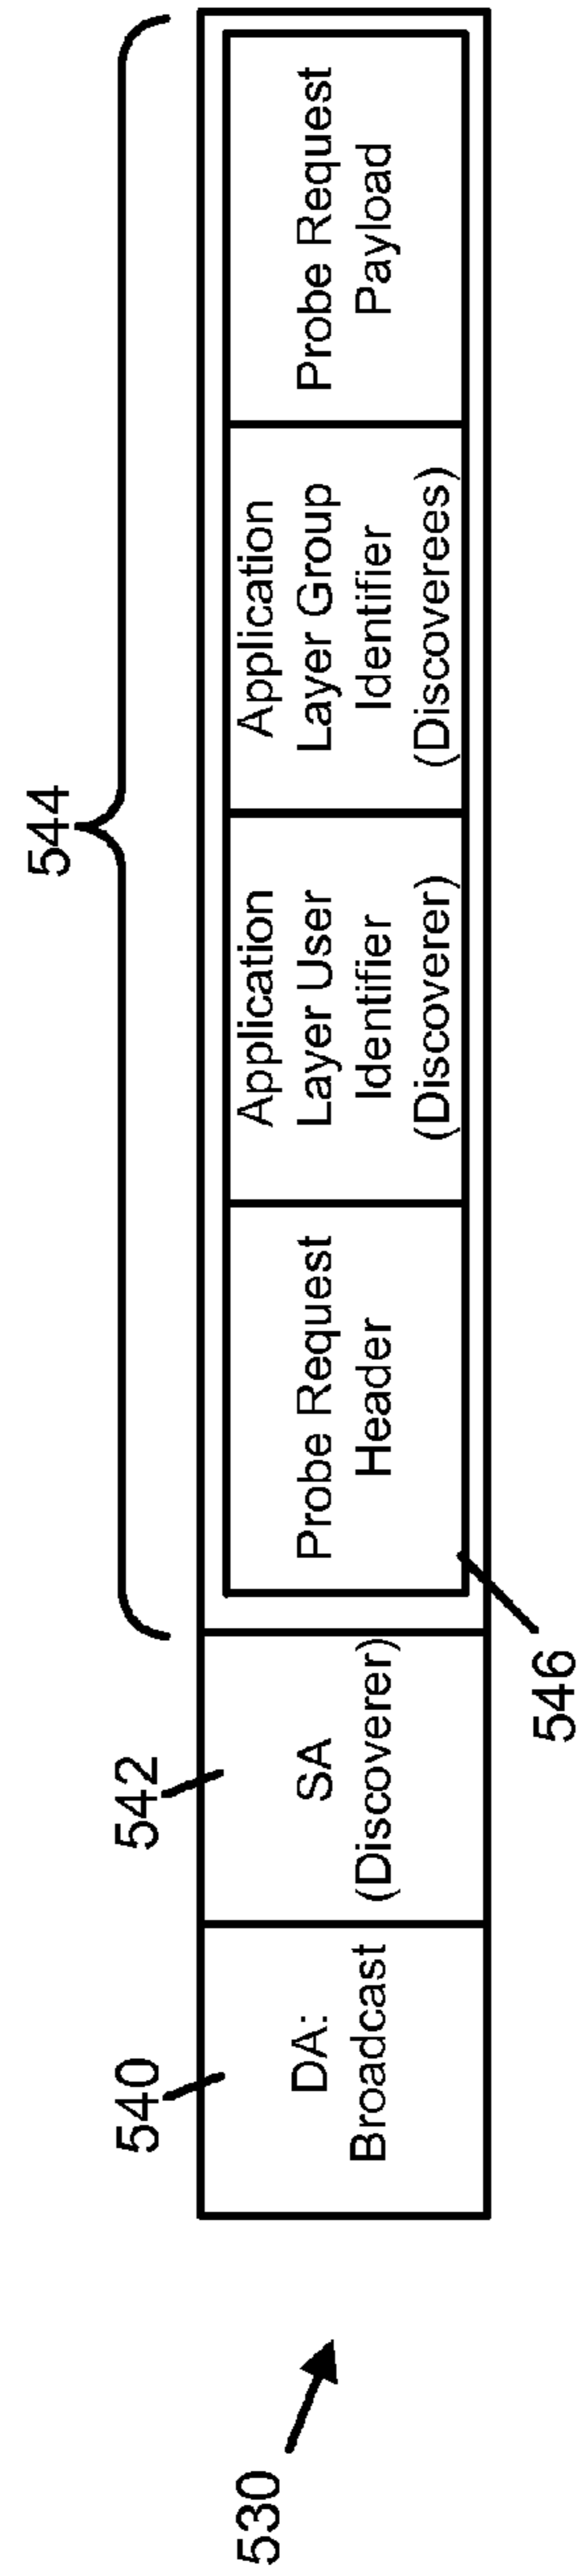 544
540
542
DA:
Broadcast
SA
(Discoverer)
Probe Request
Header
Application
Layer User
Identifier
(Discoverer)
Application
Layer Group
Identifier
(Discoverees)
Probe Request
Payload
546
530